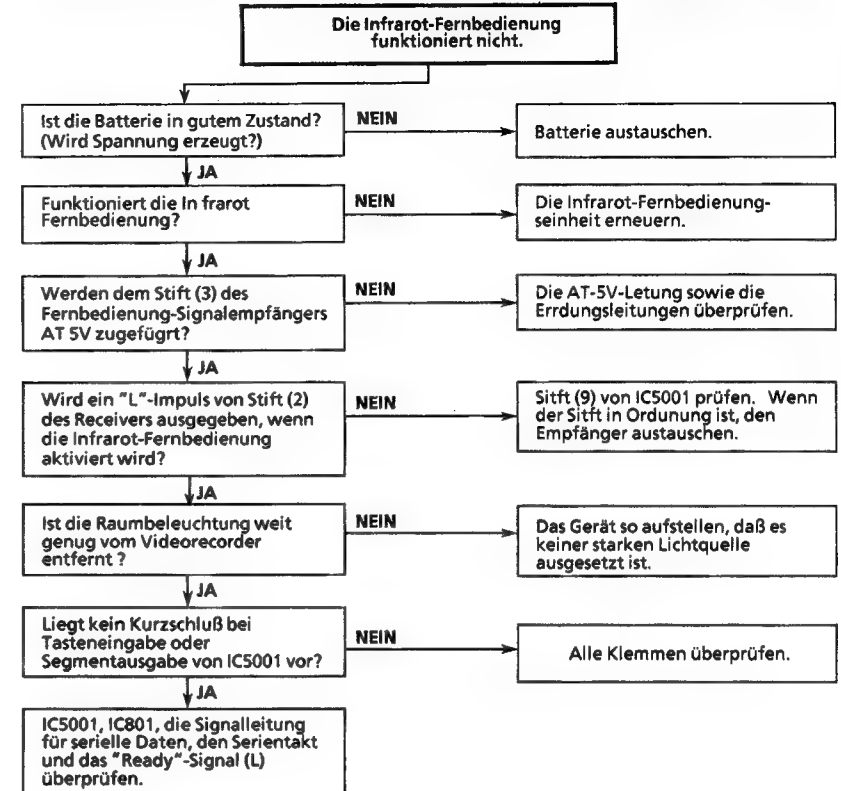 Die Infrarot-Fernbedienung
funktioniert nicht.
Ist die Batterie in gutem Zustand?
(Wird Spannung erzeugt?)
NEIN
Batterie austauschen.
JA
Funktioniert die In frarot
Fernbedienung?
NEIN
Die Infrarot-Fernbedienung-
seinheit erneuern.
JA
Werden dem Stift (3) des
Fernbedienung-Signalempfängers
AT 5V zugefügrt?
NEIN
Die AT-5V-Letung sowie die
Errdungsleitungen überprüfen.
JA
Wird ein "L"-Impuls von Stift (2)
des Receivers ausgegeben, wenn
die Infrarot-Fernbedienung
aktiviert wird?
NEIN
Sitft (9) von IC5001 prüfen. Wenn
der Sitft in Ordunung ist, den
Empfänger austauschen.
JA
Ist die Raumbeleuchtung weit
genug vom Videorecorder
entfernt ?
NEIN
Das Gerät so aufstellen, daß es
keiner starken Lichtquelle
ausgesetzt ist.
JA
Liegt kein Kurzschluß bei
Tasteneingabe oder
Segmentausgabe von IC5001 vor?
NEIN
Alle Klemmen überprüfen.
JA
IC5001, IC801, die Signalleitung
für serielle Daten, den Serientakt
und das "Ready"-Signal (L)
überprüfen.